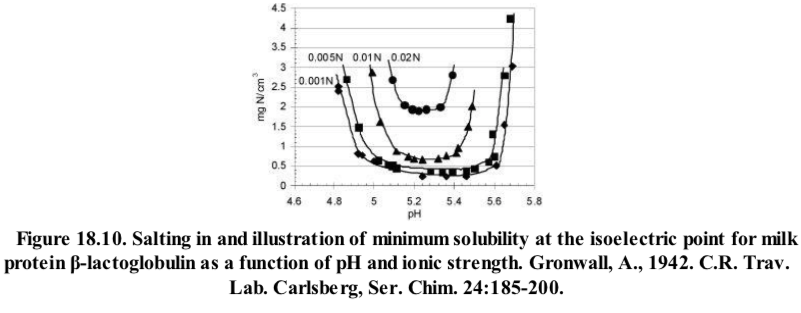 4.5
4
3.5
3
2.5
2
1.5
1
0.5
0
mg N/cm³
0.005N 0.01N 0.02N
0.001N
4.6 4.8 5 5.2 5.4 5.6 5.8
pH
Figure 18.10. Salting in and illustration of minimum solubility at the isoelectric point for milk
protein β-lactoglobulin as a function of pH and ionic strength. Gronwall, A., 1942. C.R. Trav.
Lab. Carlsberg, Ser. Chim. 24:185-200.